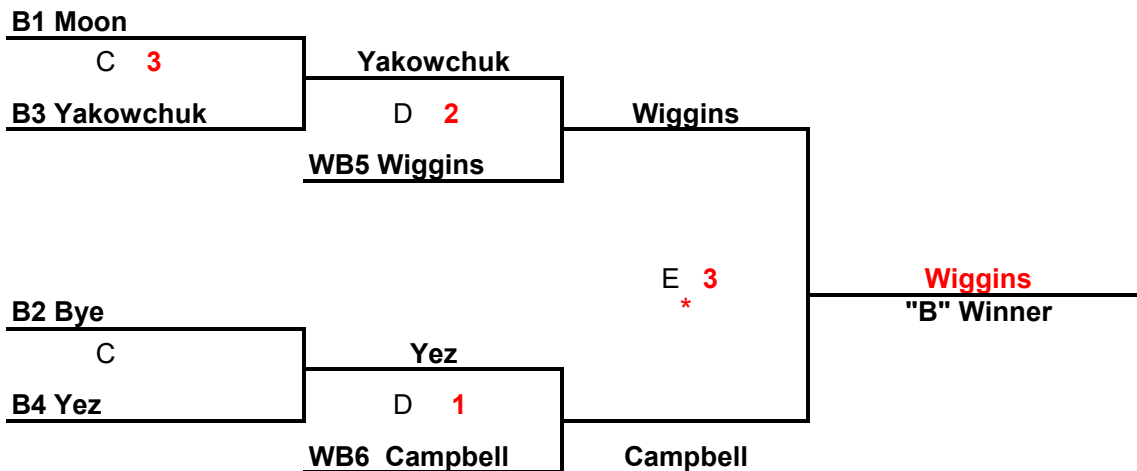 B1 Moon
C 3
Yakowchuk
B3 Yakowchuk
D 2
Wiggins
WB5 Wiggins
E 3
*
Wiggins
"B" Winner
B2 Bye
C
Yez
B4 Yez
D 1
WB6 Campbell
Campbell